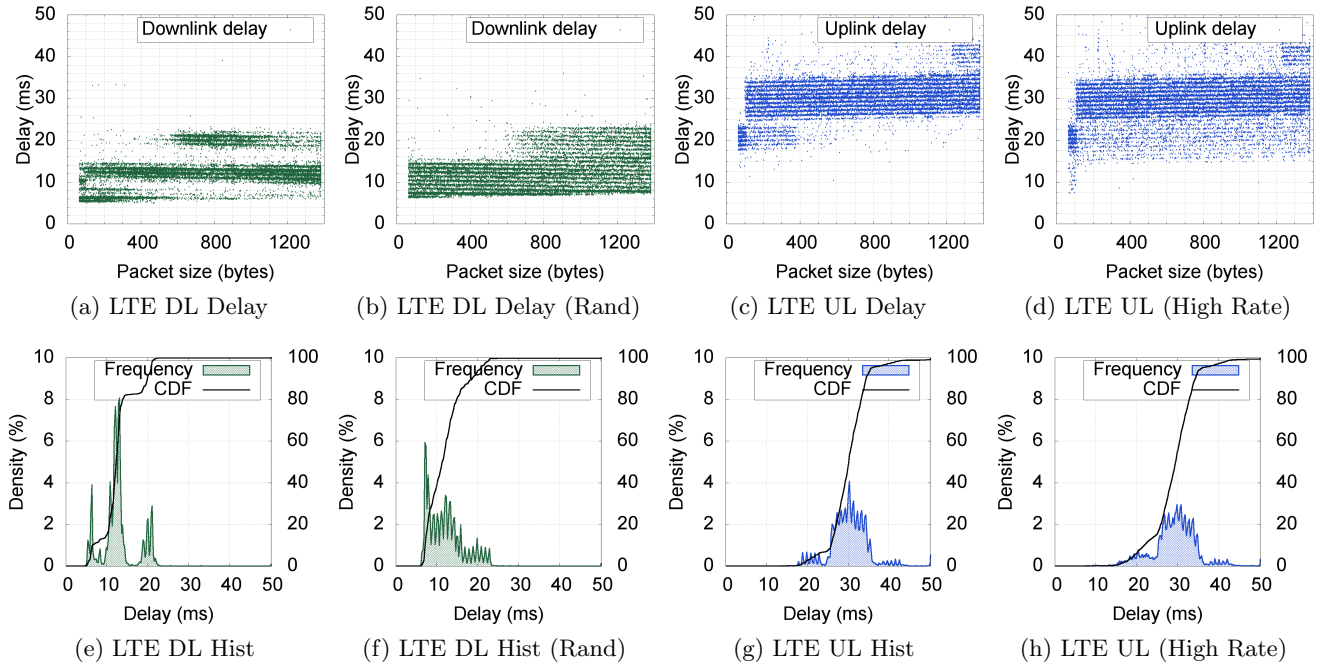 50
40
30
20
10
0
Delay (ms)
Downlink delay
0 400 800 1200
Packet size (bytes)
(a) LTE DL Delay
50
40
30
20
10
0
Delay (ms)
Downlink delay
0 400 800 1200
Packet size (bytes)
(b) LTE DL Delay (Rand)
50
40
30
20
10
0
Delay (ms)
Uplink delay
0 400 800 1200
Packet size (bytes)
(c) LTE UL Delay
50
40
30
20
10
0
Delay (ms)
Uplink delay
0 400 800 1200
Packet size (bytes)
(d) LTE UL (High Rate)
10
8
6
4
2
0
Density (%)
Frequency
CDF
100
80
60
40
20
0
0 10 20 30 40 50
Delay (ms)
(e) LTE DL Hist
10
8
6
4
2
0
Density (%)
Frequency
CDF
100
80
60
40
20
0
0 10 20 30 40 50
Delay (ms)
(f) LTE DL Hist (Rand)
10
8
6
4
2
0
Density (%)
Frequency
CDF
100
80
60
40
20
0
0 10 20 30 40 50
Delay (ms)
(g) LTE UL Hist
10
8
6
4
2
0
Density (%)
Frequency
CDF
100
80
60
40
20
0
0 10 20 30 40 50
Delay (ms)
(h) LTE UL (High Rate)